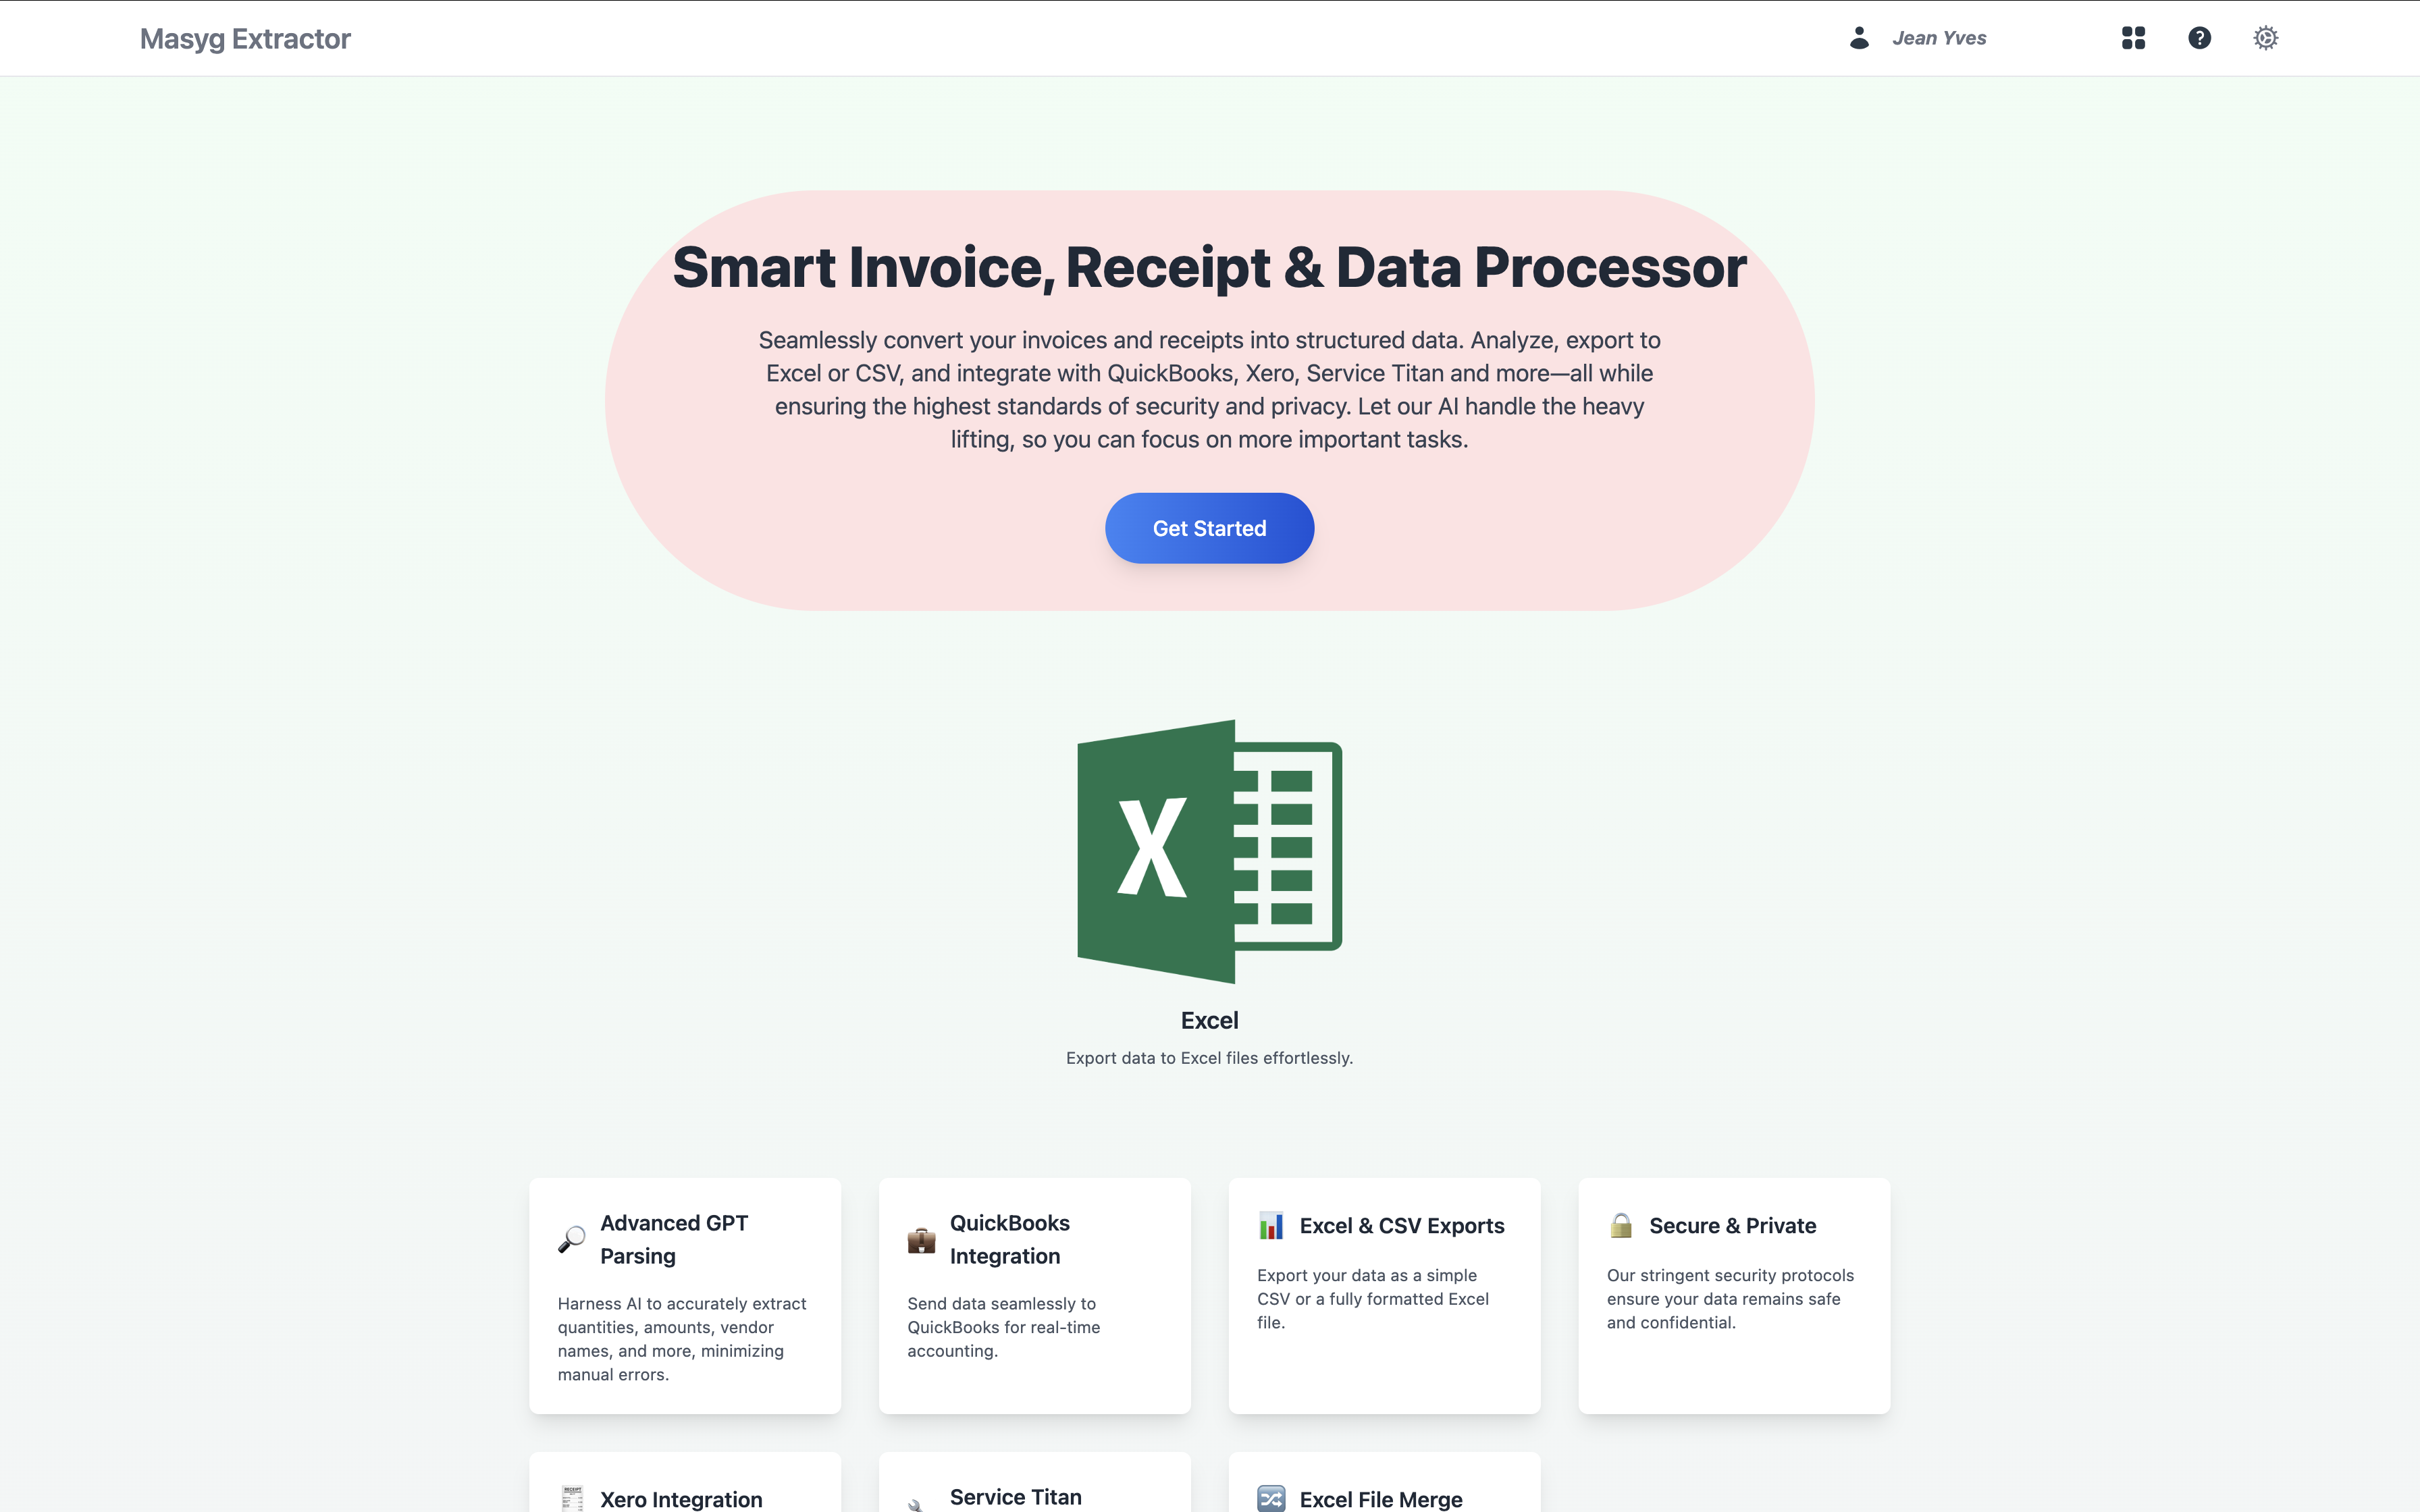 Masyg Extractor
Jean Yves
Smart Invoice, Receipt & Data Processor
Seamlessly convert your invoices and receipts into structured data. Analyze, export to
Excel or CSV, and integrate with QuickBooks, Xero, Service Titan and more—all while
ensuring the highest standards of security and privacy. Let our AI handle the heavy
lifting, so you can focus on more important tasks.
Get Started
X
Excel
Export data to Excel files effortlessly.
Advanced GPT
Parsing
Harness AI to accurately extract
quantities, amounts, vendor
names, and more, minimizing
manual errors.
QuickBooks
Integration
Send data seamlessly to
QuickBooks for real-time
accounting.
Excel & CSV Exports
Export your data as a simple
CSV or a fully formatted Excel
file.
Secure & Private
Our stringent security protocols
ensure your data remains safe
and confidential.
Xero Integration
Service Titan
Excel File Merge